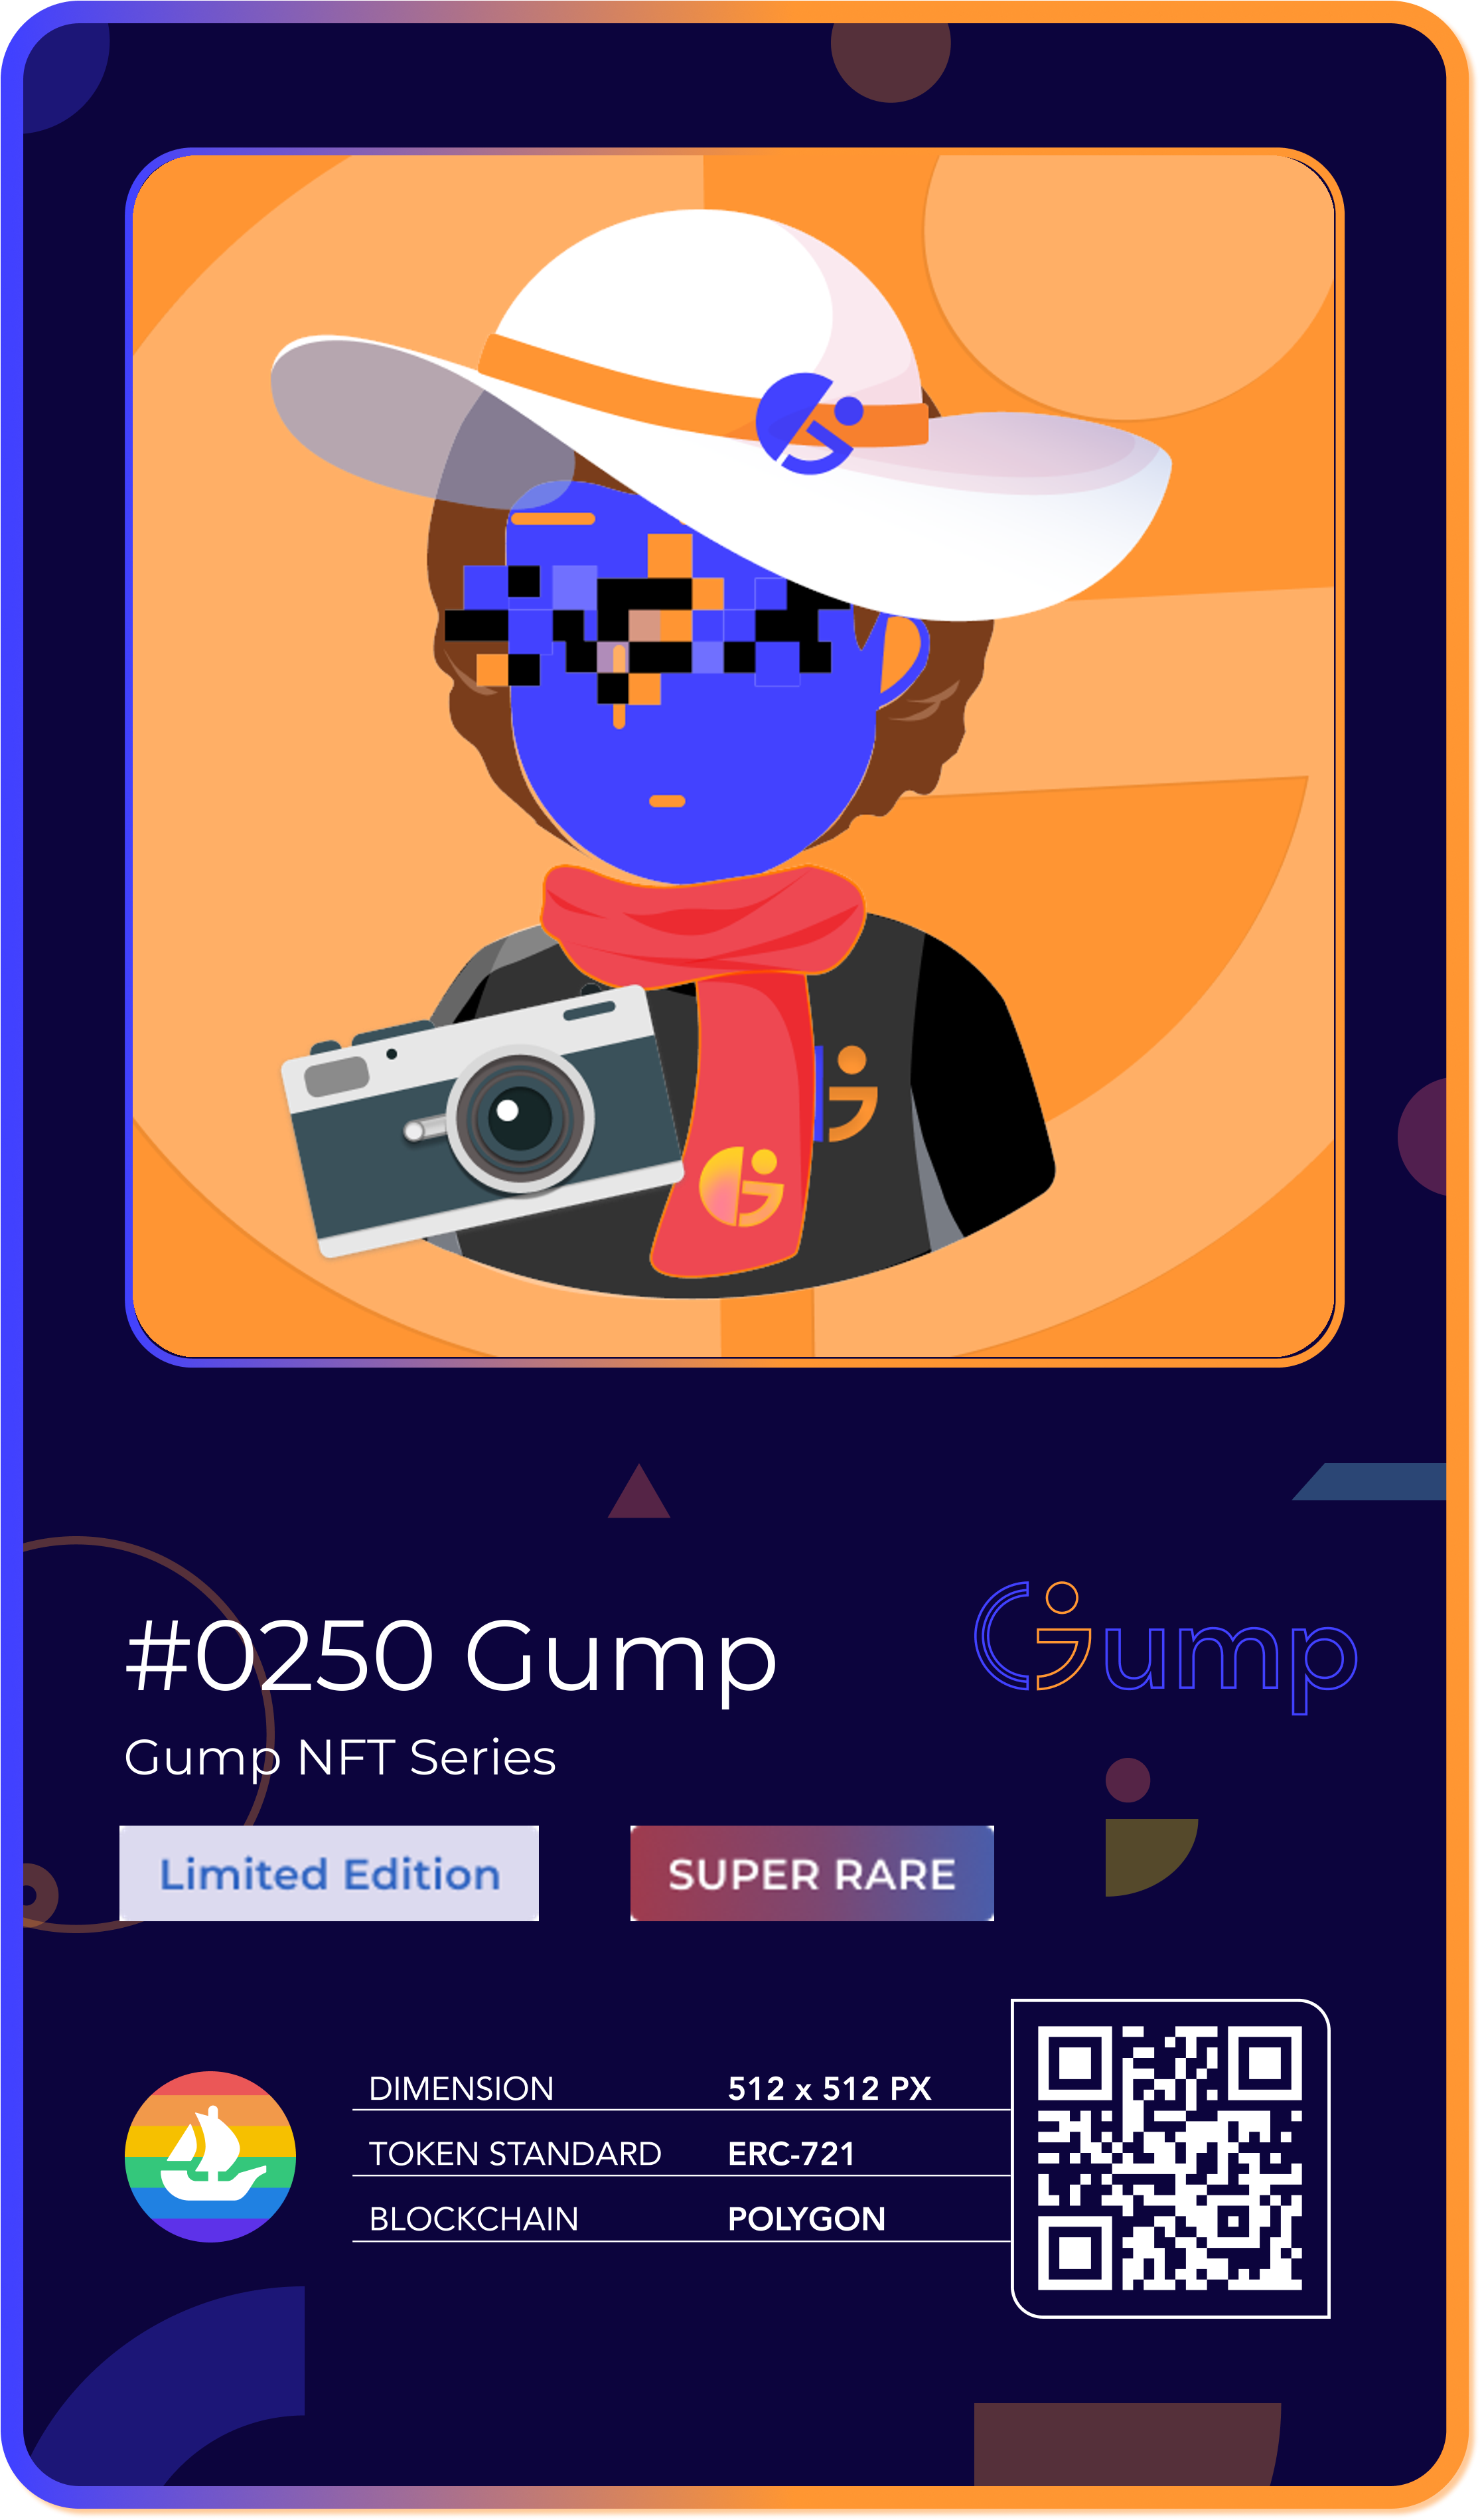 #0250 Gump
Gump
Gump NFT Series
Limited Edition
SUPER RARE
DIMENSION 512 x 512 PX
TOKEN STANDARD ERC-721
BLOCKCHAIN POLYGON